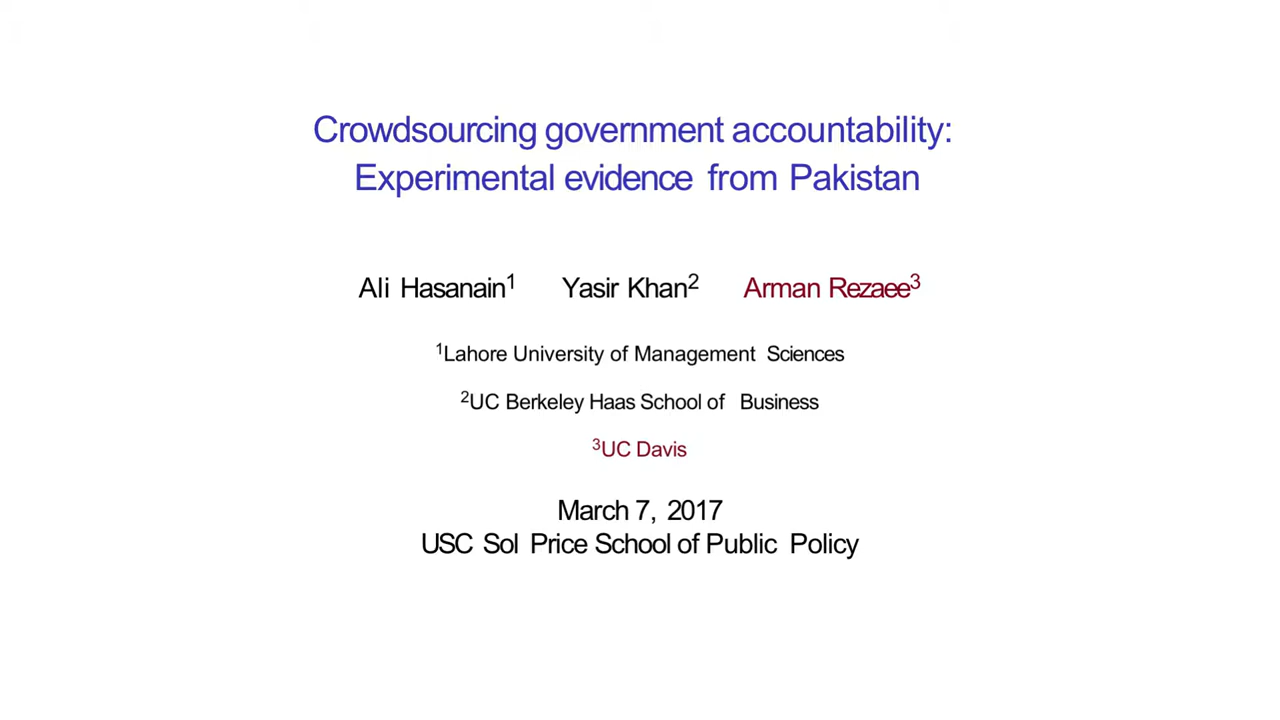 Crowdsourcing government accountability:
Experimental evidence from Pakistan
Ali Hasanain¹ Yasir Khan² Arman Rezaee³
¹Lahore University of Management Sciences
²UC Berkeley Haas School of Business
³UC Davis
March 7, 2017
USC Sol Price School of Public Policy